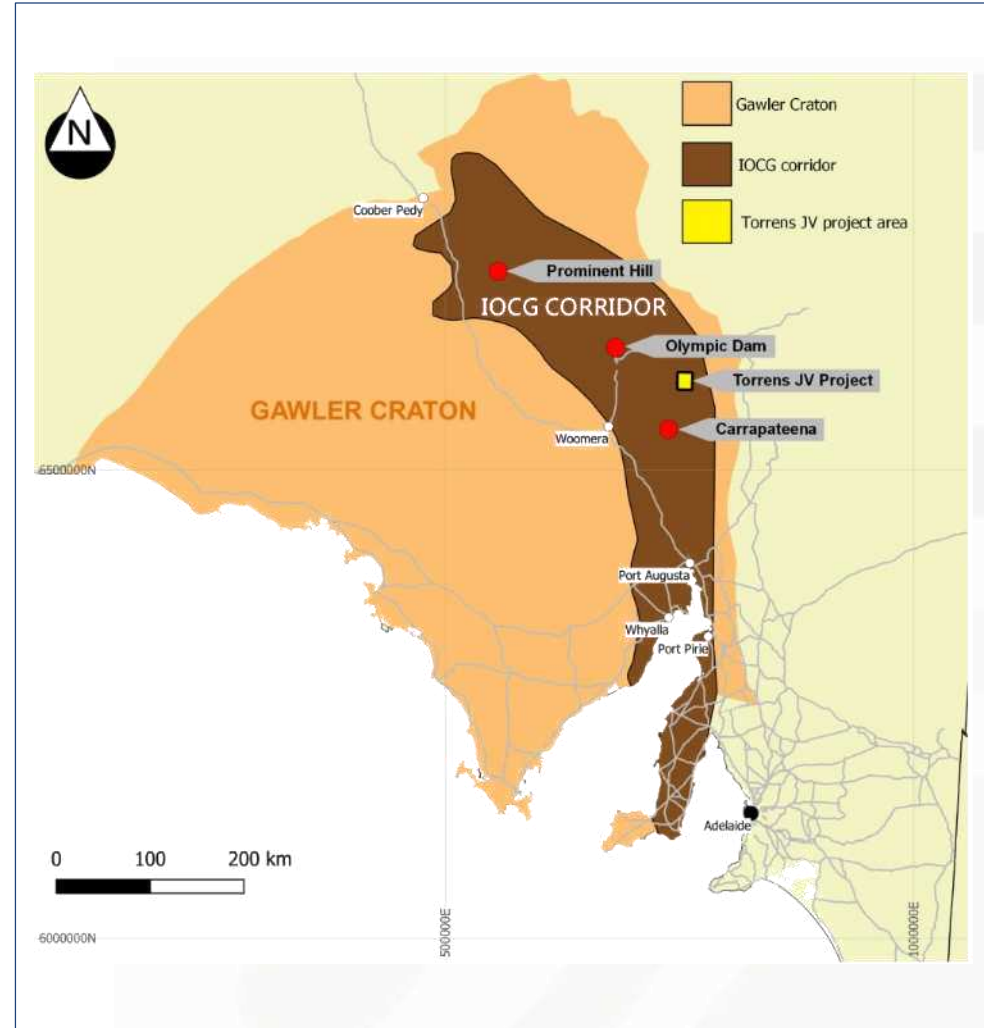 N
Gawler Craton
IOCG corridor
Torrens JV project area
Coober Pedy
Prominent Hill
IOCG CORRIDOR
Olympic Dam
Torrens JV Project
GAWLER CRATON
Carrapateena
Woomera
6500000N
Port Augusta
Whyalla
Port Pirie
Adelaide
0 100 200 km
500000E
1000000E
6000000N